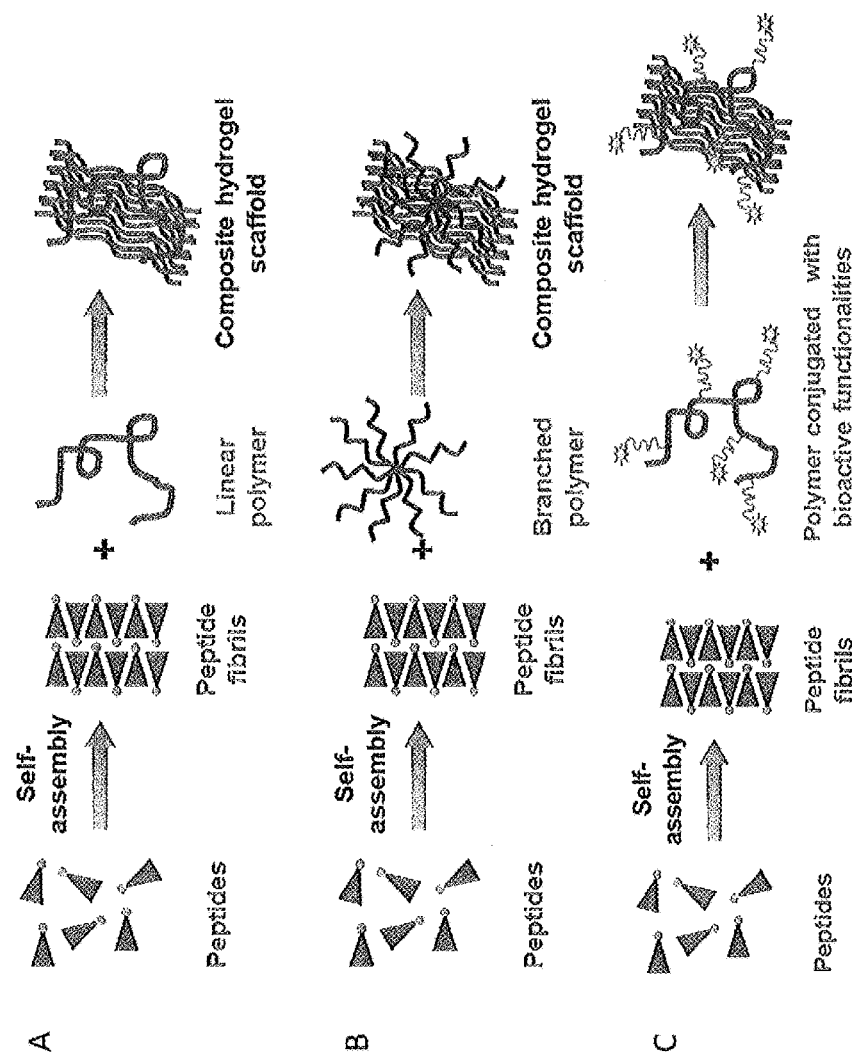 A
Peptides
Self-
assembly
Peptide
fibrils
+
Linear
polymer
Composite hydrogel
scaffold
B
Peptides
Self-
assembly
Peptide
fibrils
+
Branched
polymer
Composite hydrogel
scaffold
C
Peptides
Self-
assembly
Peptide
fibrils
+
Polymer conjugated with
bioactive functionalities